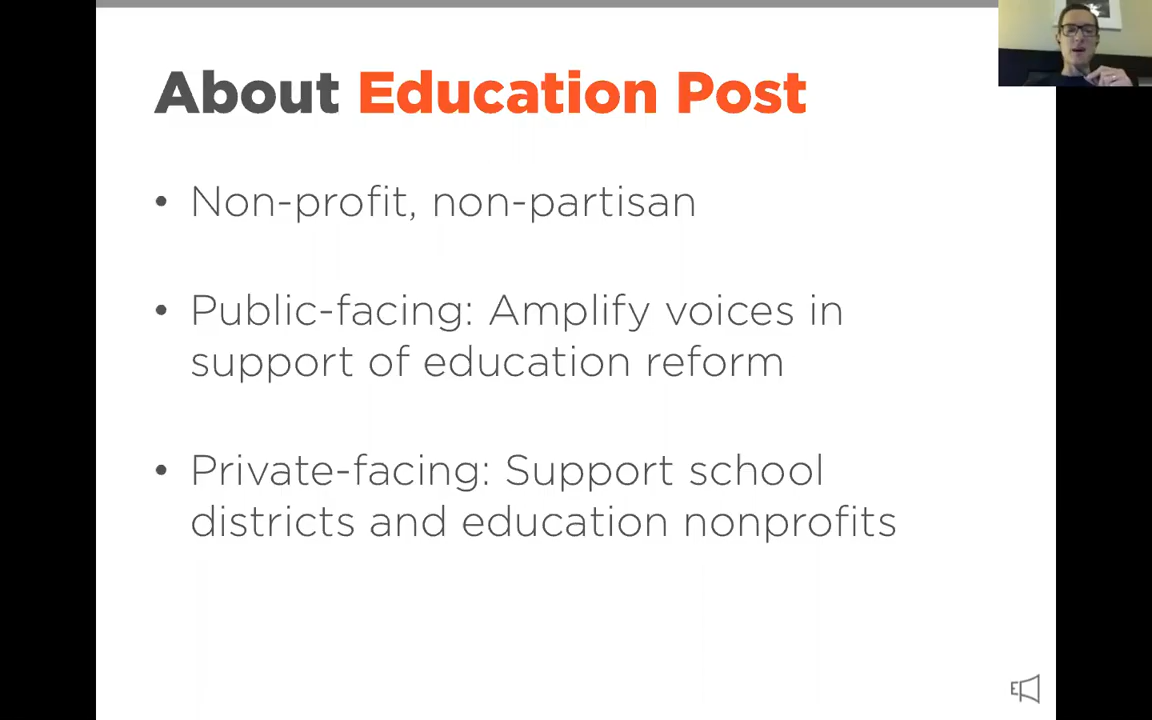 About Education Post
• Non-profit, non-partisan
• Public-facing: Amplify voices in
support of education reform
• Private-facing: Support school
districts and education nonprofits
E